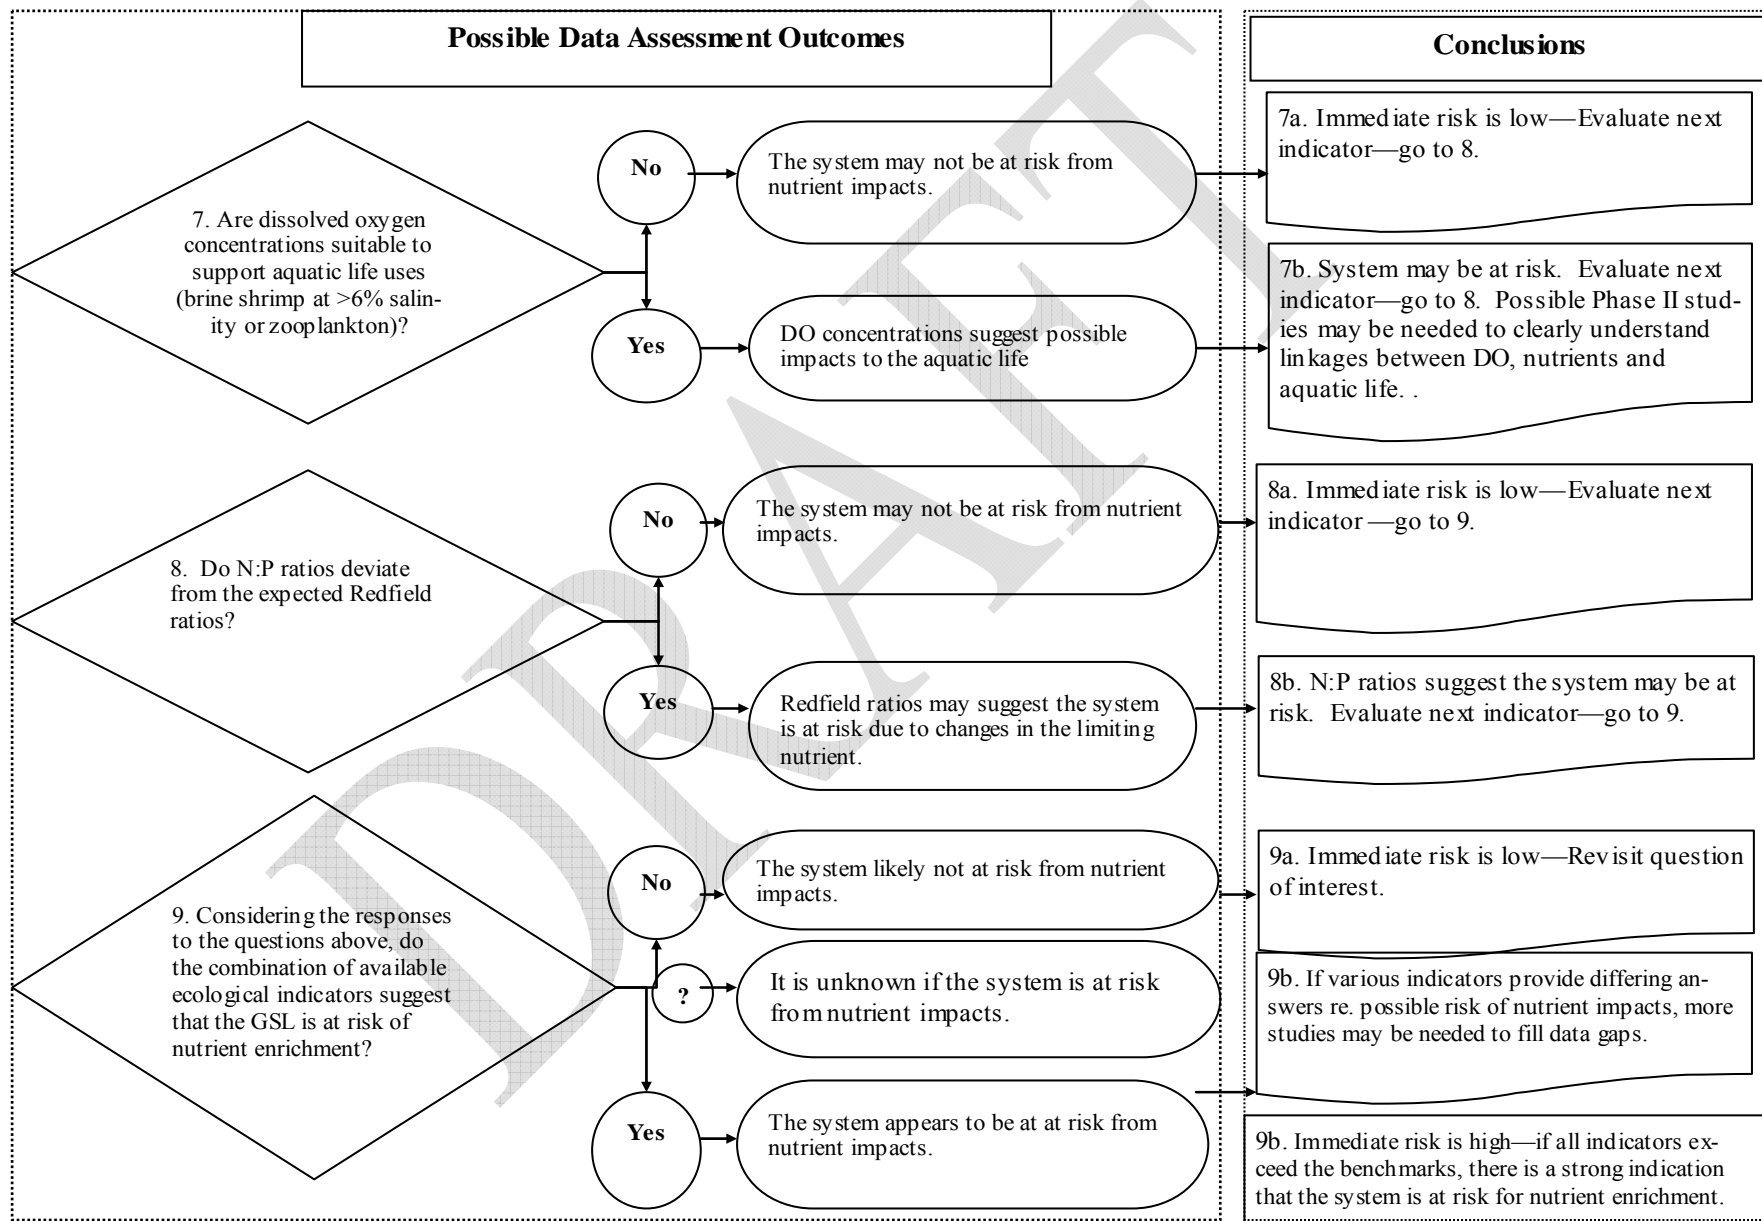 Possible Data Assessment Outcomes
Conclusions
7. Are dissolved oxygen
concentrations suitable to
support aquatic life uses
(brine shrimp at >6% salin-
ity or zooplankton)?
No
The system may not be at risk from
nutrient impacts.
7a. Immediate risk is low—Evaluate next
indicator—go to 8.
Yes
DO concentrations suggest possible
impacts to the aquatic life
7b. System may be at risk.  Evaluate next
indicator—go to 8.  Possible Phase II stud-
ies may be needed to clearly understand
linkages between DO, nutrients and
aquatic life. .
8.  Do N:P ratios deviate
from the expected Redfield
ratios?
No
The system may not be at risk from nutrient
impacts.
8a. Immediate risk is low—Evaluate next
indicator —go to 9.
Yes
Redfield ratios may suggest the system
is at risk due to changes in the limiting
nutrient.
8b. N:P ratios suggest the system may be at
risk.  Evaluate next indicator—go to 9.
9. Considering the responses
to the questions above, do
the combination of available
ecological indicators suggest
that the GSL is at risk of
nutrient enrichment?
No
The system likely not at risk from nutrient
impacts.
9a. Immediate risk is low—Revisit question
of interest.
?
It is unknown if the system is at risk
from nutrient impacts.
9b. If various indicators provide differing an-
swers re. possible risk of nutrient impacts, more
studies may be needed to fill data gaps.
Yes
The system appears to be at at risk from
nutrient impacts.
9b. Immediate risk is high—if all indicators ex-
ceed the benchmarks, there is a strong indication
that the system is at risk for nutrient enrichment.
DRAFT